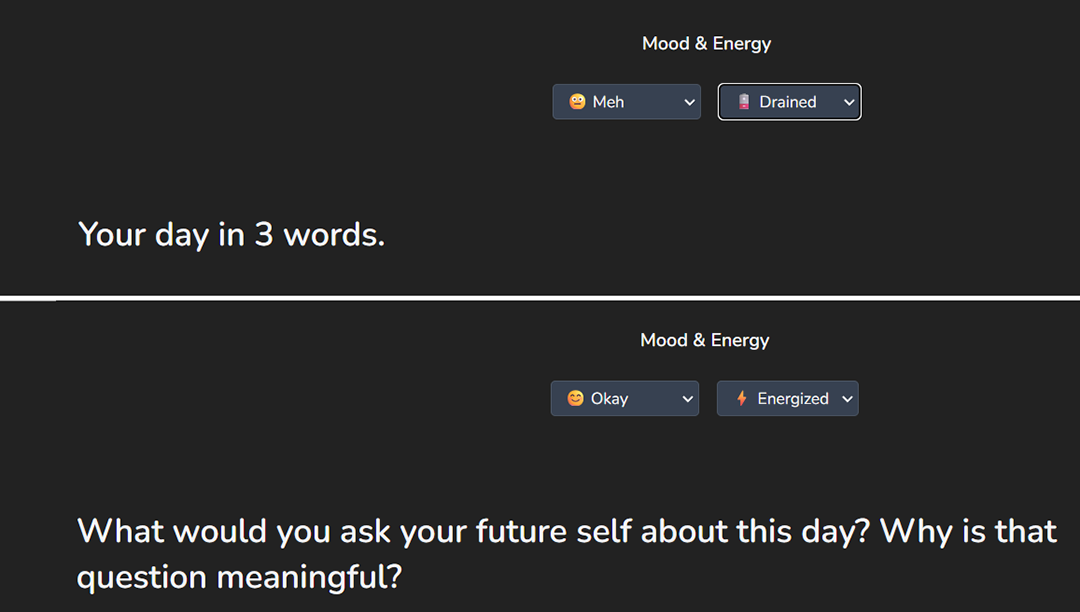 Mood & Energy
😐 Meh 🪫 Drained
Your day in 3 words.
Mood & Energy
😊 Okay ⚡ Energized
What would you ask your future self about this day? Why is that
question meaningful?